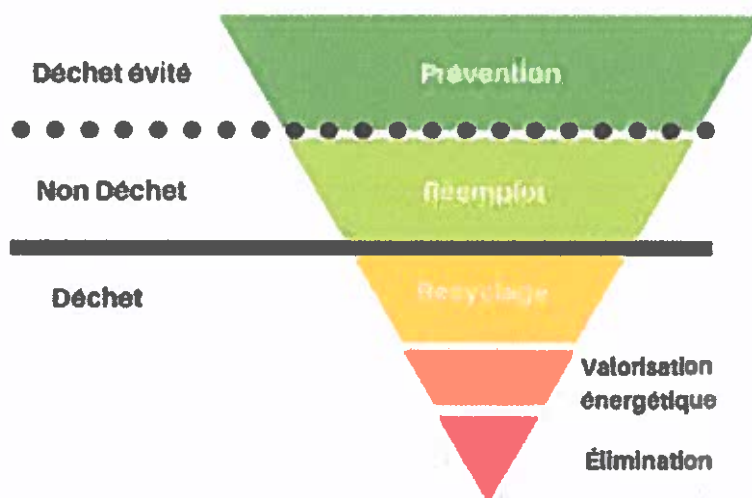 Déchet évité
Prévention
Non Déchet
Réemploi
Déchet
Recyclage
Valorisation
énergétique
Élimination